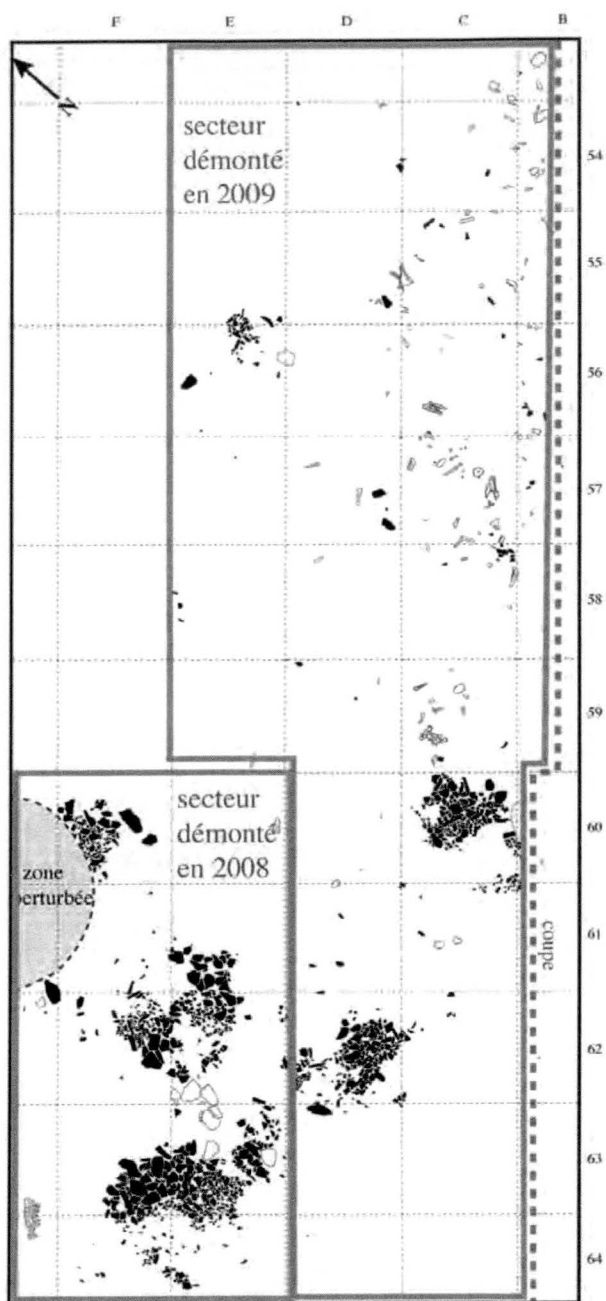 F E D C B
N
secteur
démonté
en 2009
54
55
56
57
58
59
secteur
démonté
en 2008
60
zone
perturbée
61
coupe
62
63
64